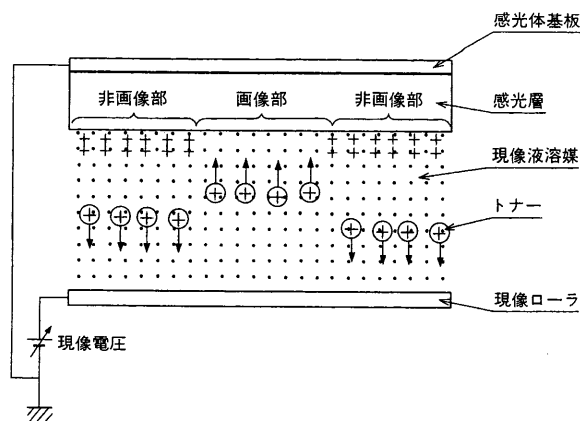 感光体基板
非画像部 画像部 非画像部
感光層
現像液溶媒
トナー
現像ローラ
現像電圧